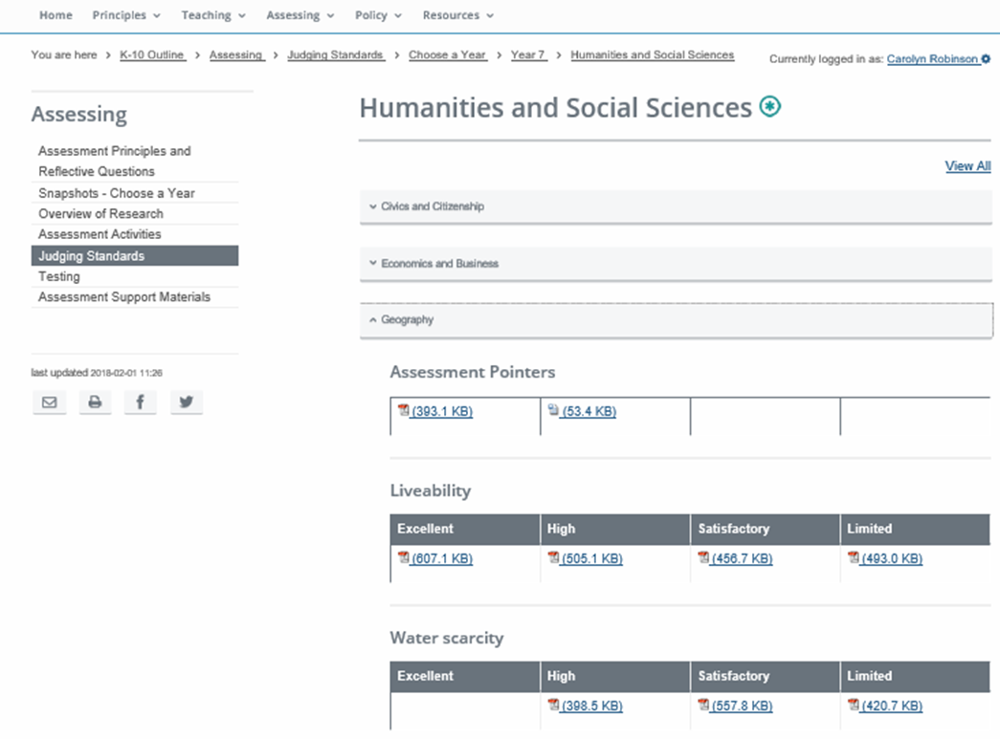 Home Principles Teaching Assessing Policy Resources
You are here > K-10 Outline > Assessing > Judging Standards > Choose a Year > Year 7 > Humanities and Social Sciences
Currently logged in as: Carolyn Robinson
Assessing
Assessment Principles and
Reflective Questions
Snapshots - Choose a Year
Overview of Research
Assessment Activities
Judging Standards
Testing
Assessment Support Materials
last updated 2018-02-01 11:26
Humanities and Social Sciences
View All
Civics and Citizenship
Economics and Business
Geography
Assessment Pointers
(393.1 KB) (53.4 KB)
Liveability
Excellent High Satisfactory Limited
(607.1 KB) (505.1 KB) (456.7 KB) (493.0 KB)
Water scarcity
Excellent High Satisfactory Limited
(398.5 KB) (557.8 KB) (420.7 KB)